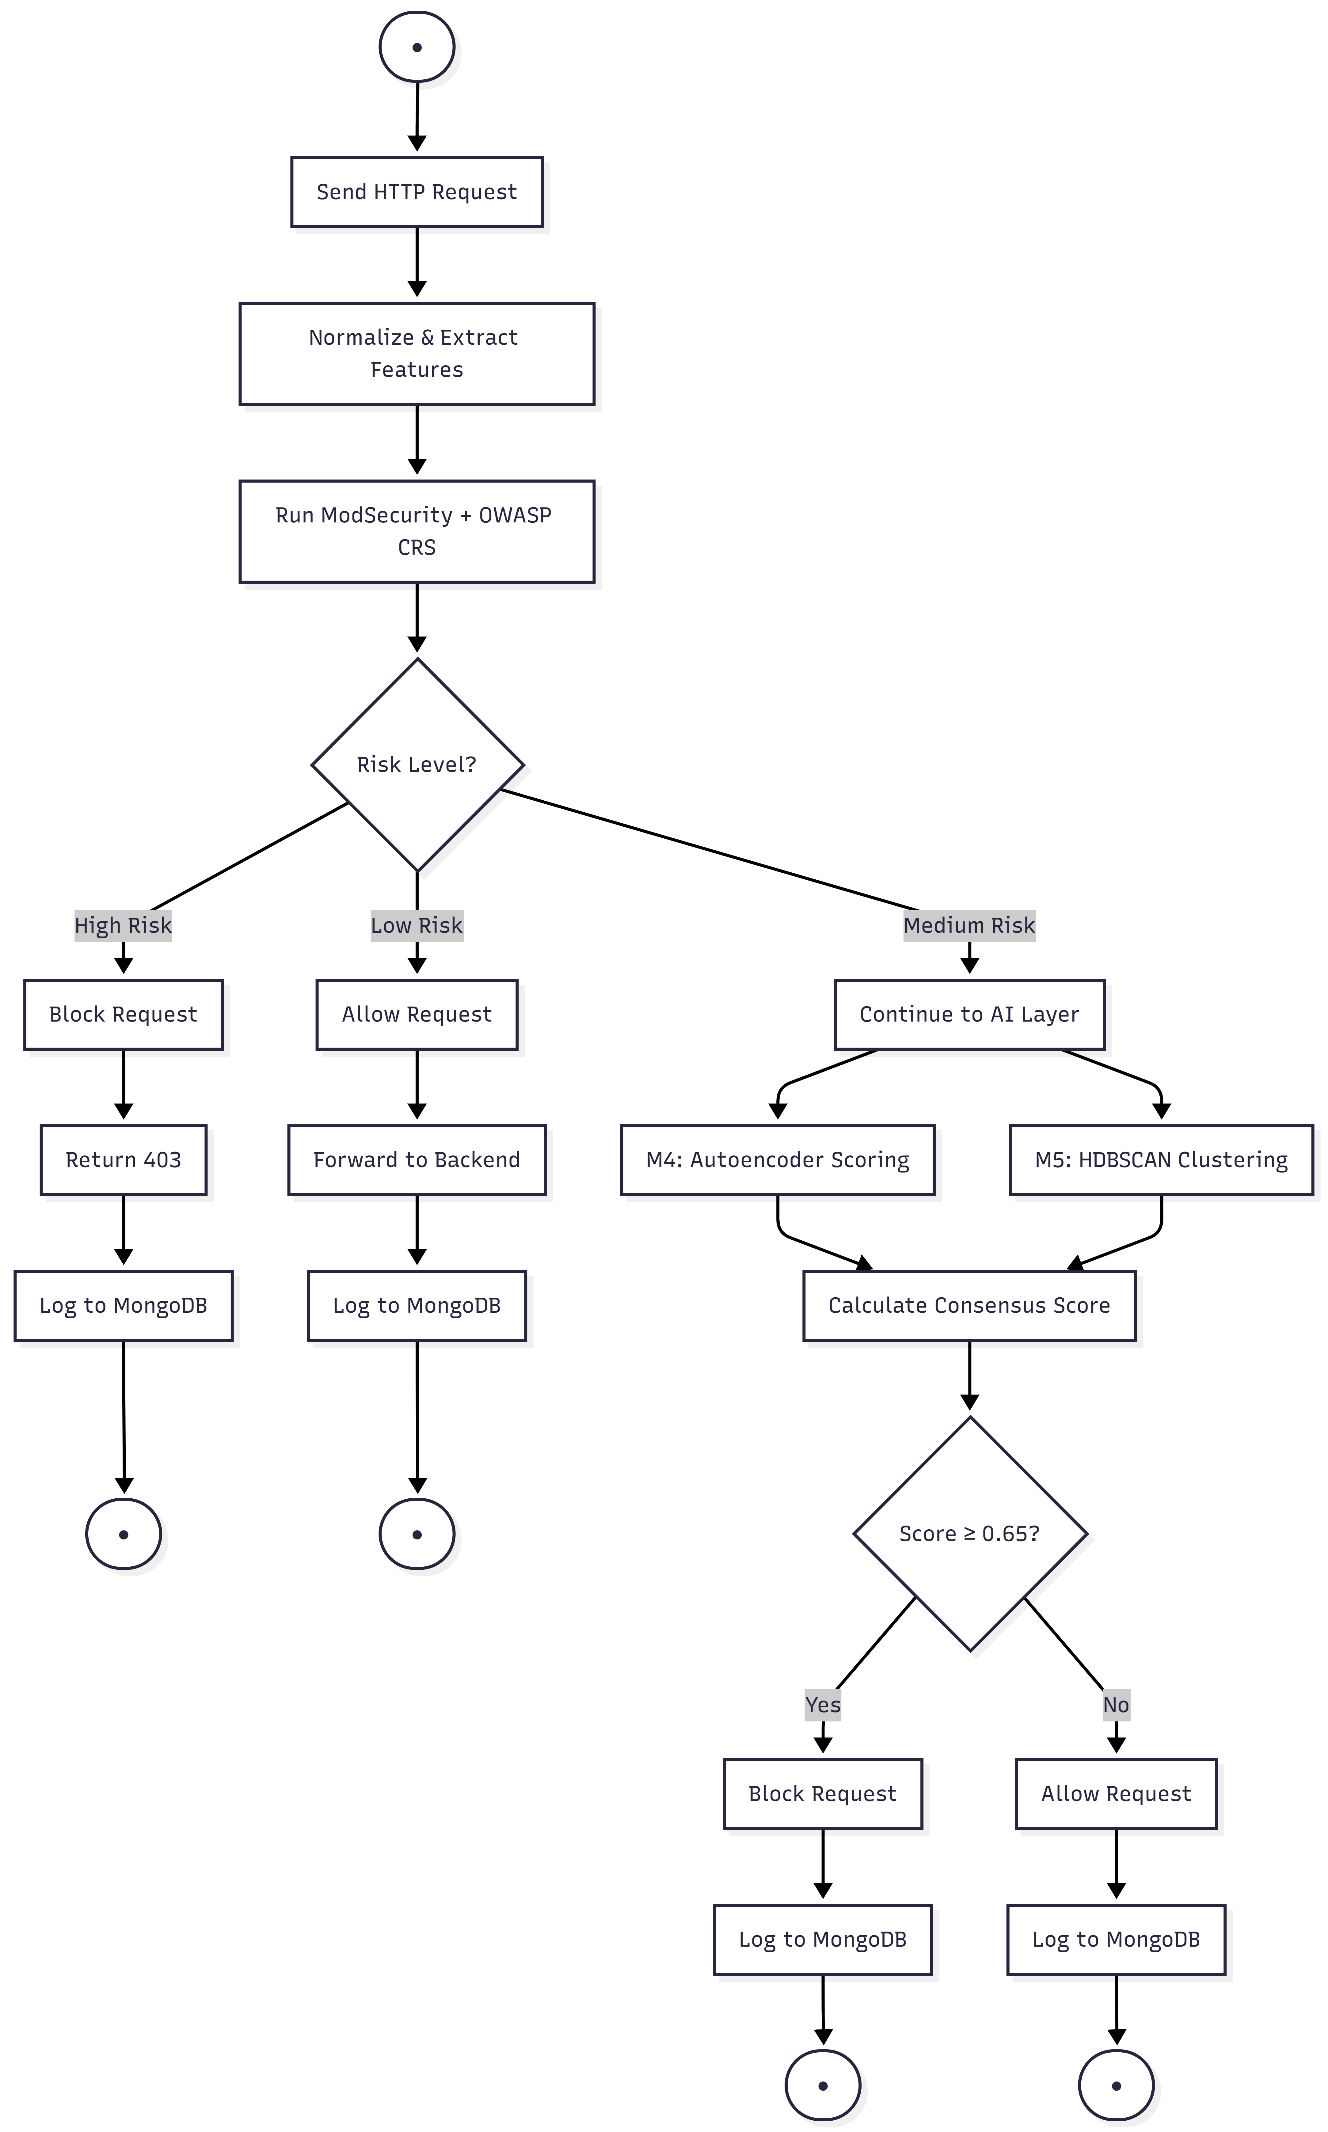 Send HTTP Request
Normalize & Extract
Features
Run ModSecurity + OWASP
CRS
Risk Level?
High Risk
Low Risk
Medium Risk
Block Request
Allow Request
Continue to AI Layer
Return 403
Forward to Backend
M4: Autoencoder Scoring
M5: HDBSCAN Clustering
Log to MongoDB
Log to MongoDB
Calculate Consensus Score
Score ≥ 0.65?
Yes
No
Block Request
Allow Request
Log to MongoDB
Log to MongoDB